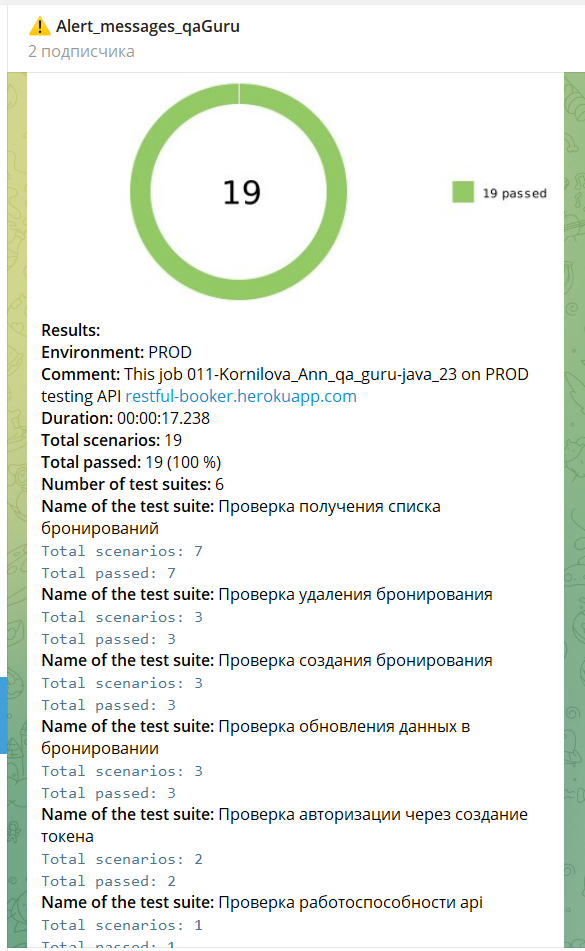 ⚠️ Alert_messages_qaGuru
2 подписчика
19
19 passed
Results:
Environment: PROD
Comment: This job 011-Kornilova_Ann_qa_guru-java_23 on PROD
testing API restful-booker.herokuapp.com
Duration: 00:00:17.238
Total scenarios: 19
Total passed: 19 (100 %)
Number of test suites: 6
Name of the test suite: Проверка получения списка
бронирований
Total scenarios: 7
Total passed: 7
Name of the test suite: Проверка удаления бронирования
Total scenarios: 3
Total passed: 3
Name of the test suite: Проверка создания бронирования
Total scenarios: 3
Total passed: 3
Name of the test suite: Проверка обновления данных в
бронировании
Total scenarios: 3
Total passed: 3
Name of the test suite: Проверка авторизации через создание
токена
Total scenarios: 2
Total passed: 2
Name of the test suite: Проверка работоспособности api
Total scenarios: 1
Total passed: 1